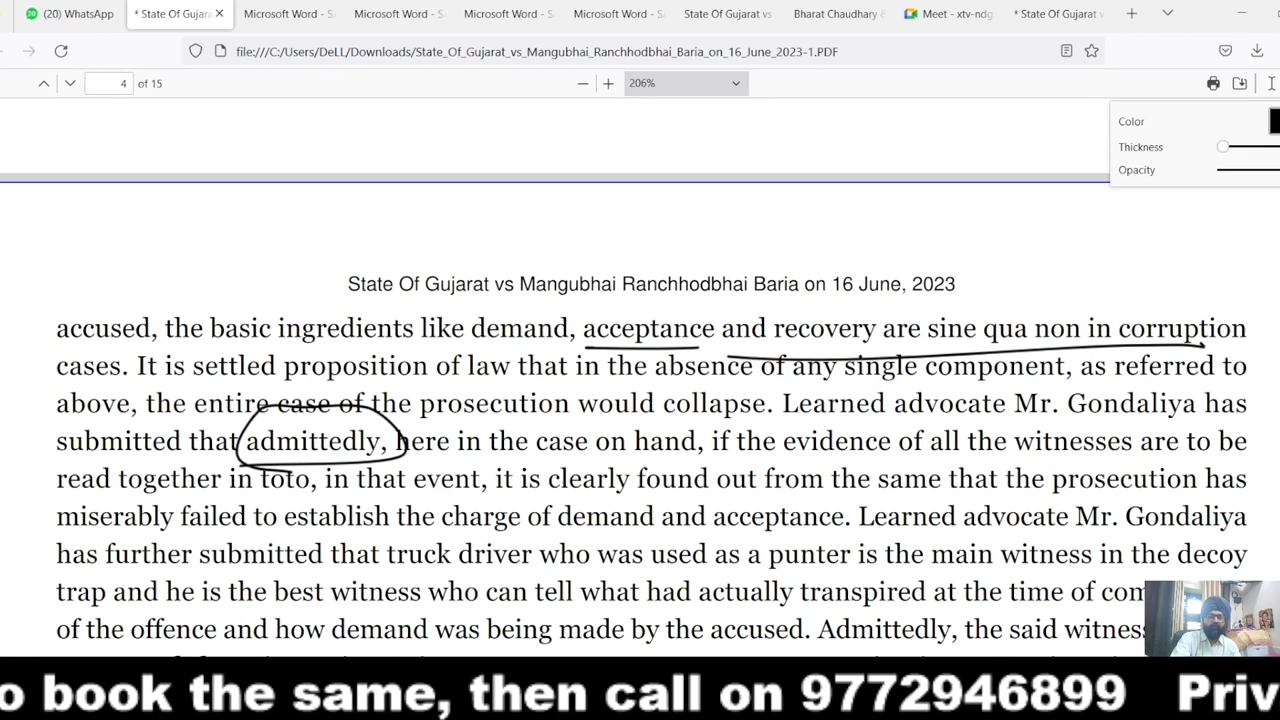 (20) WhatsApp
* State Of Gujara
Microsoft Word - S
Microsoft Word - S
Microsoft Word - S
Microsoft Word - S
State Of Gujarat vs
Bharat Chaudhary
Meet - xtv-ndg
* State Of Gujarat v
file:///C:/Users/DeLL/Downloads/State_Of_Gujarat_vs_Mangubhai_Ranchhodbhai_Baria_on_16_June_2023-1.PDF
4 of 15
206%
Color
Thickness
Opacity
State Of Gujarat vs Mangubhai Ranchhodbhai Baria on 16 June, 2023
accused, the basic ingredients like demand, acceptance and recovery are sine qua non in corruption
cases. It is settled proposition of law that in the absence of any single component, as referred to
above, the entire case of the prosecution would collapse. Learned advocate Mr. Gondaliya has
submitted that admittedly, here in the case on hand, if the evidence of all the witnesses are to be
read together in toto, in that event, it is clearly found out from the same that the prosecution has
miserably failed to establish the charge of demand and acceptance. Learned advocate Mr. Gondaliya
has further submitted that truck driver who was used as a punter is the main witness in the decoy
trap and he is the best witness who can tell what had actually transpired at the time of com
of the offence and how demand was being made by the accused. Admittedly, the said witnes
o book the same, then call on 9772946899 Priv